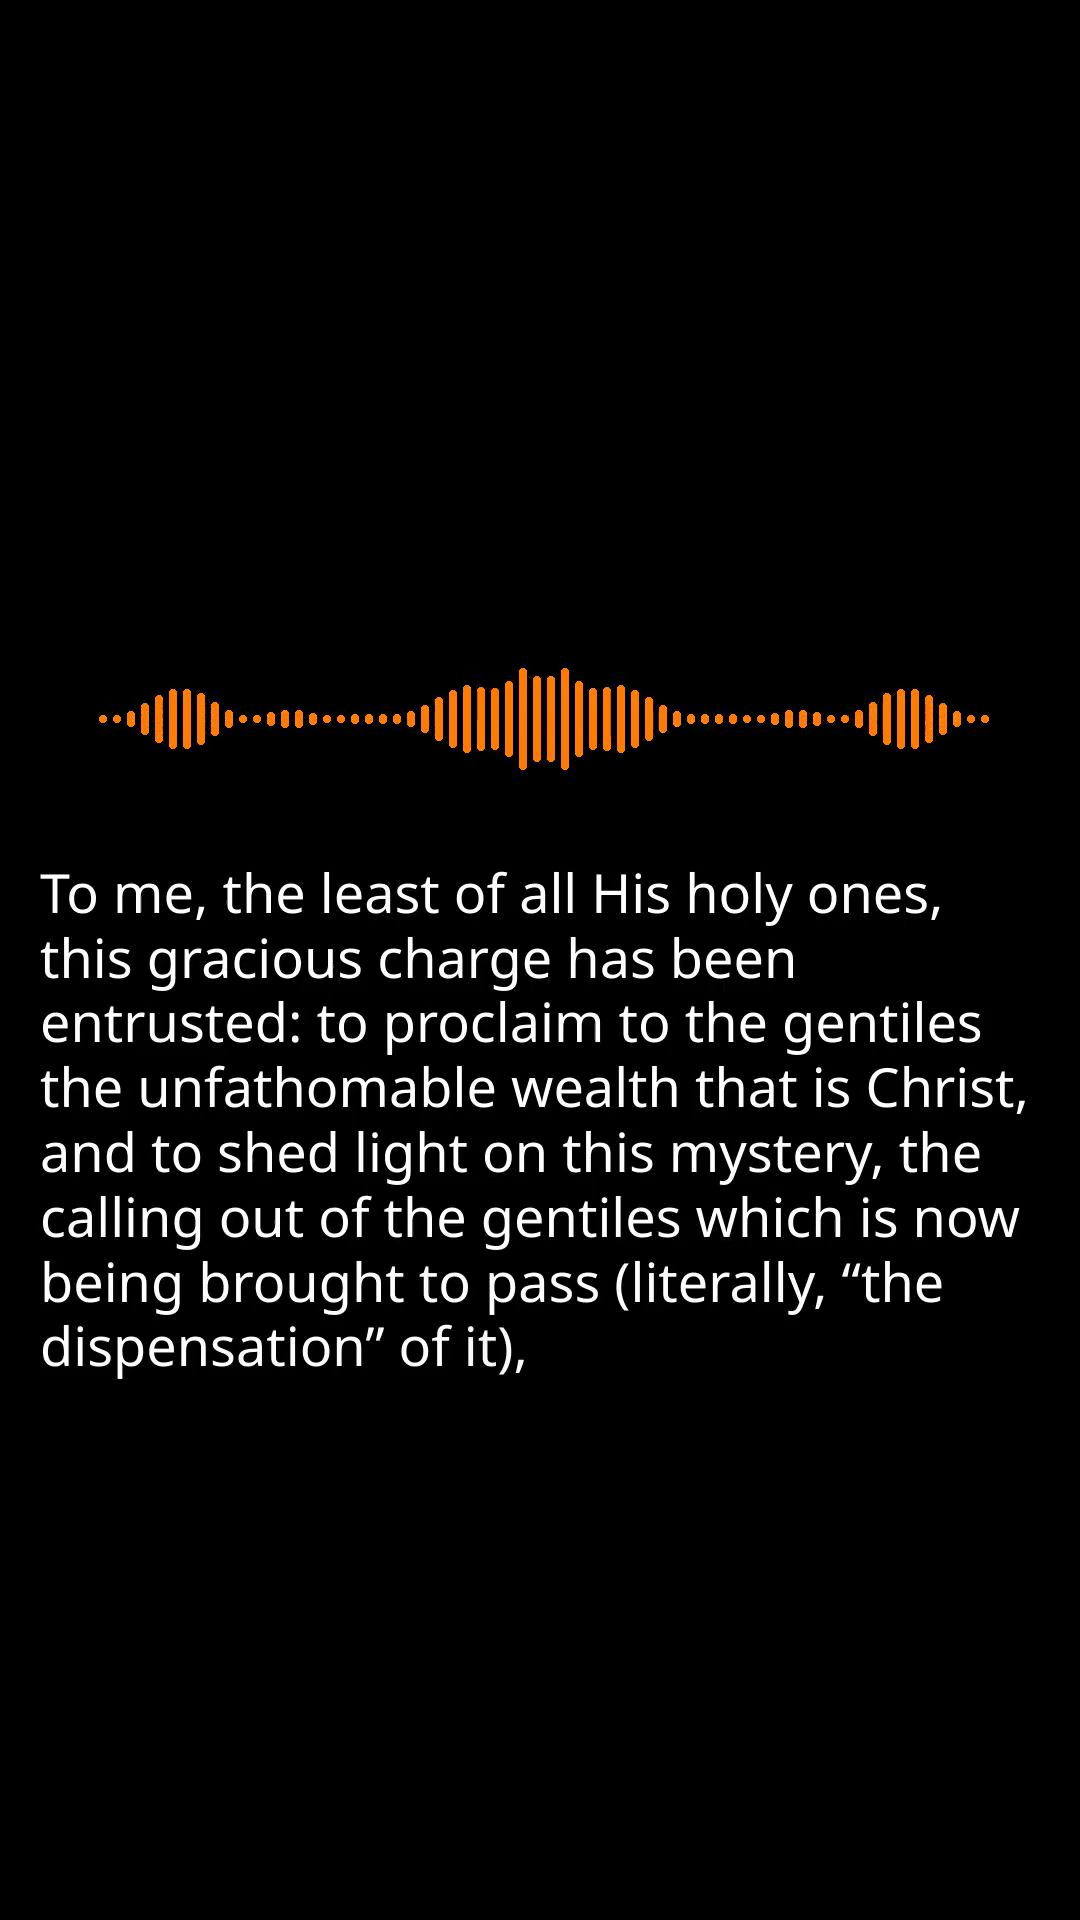 To me, the least of all His holy ones,
this gracious charge has been
entrusted: to proclaim to the gentiles
the unfathomable wealth that is Christ,
and to shed light on this mystery, the
calling out of the gentiles which is now
being brought to pass (literally, “the
dispensation” of it),